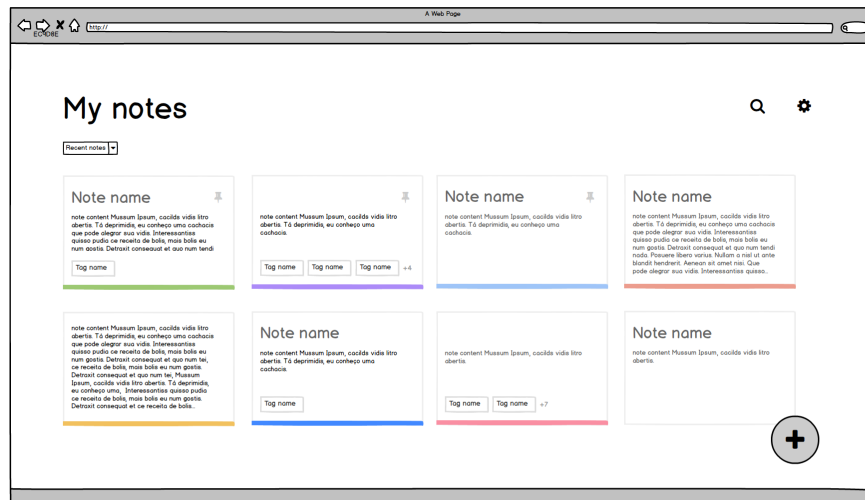 A Web Page
http://
EC4D8E
My notes
Recent notes
Note name
note content Mussum Ipsum, cacilds vidis litro
abertis. Tá deprimidis, eu conheço uma cachacis
que pode alegrar sua vidis. Interessantiss
quisso pudia ce receita de bolis, mais bolis eu
num gostis. Detraxit consequat et quo num tendi
Tag name
note content Mussum Ipsum, cacilds vidis litro
abertis. Tá deprimidis, eu conheço uma
cachacis.
Tag name
Tag name
Tag name
+4
Note name
note content Mussum Ipsum, cacilds vidis litro
abertis. Tá deprimidis, eu conheço uma
cachacis.
Note name
note content Mussum Ipsum, cacilds vidis litro
abertis. Tá deprimidis, eu conheço uma cachacis
que pode alegrar sua vidis. Interessantiss
quisso pudia ce receita de bolis, mais bolis eu
num gostis. Detraxit consequat et quo num tendi
nada. Posuere libero varius. Nullam a nisl ut ante
blandit hendrerit. Aenean sit amet nisi. Que
pode alegrar sua vidis. Interessantiss quisso..
note content Mussum Ipsum, cacilds vidis litro
abertis. Tá deprimidis, eu conheço uma cachacis
que pode alegrar sua vidis. Interessantiss
quisso pudia ce receita de bolis, mais bolis eu
num gostis. Detraxit consequat et quo num tei,
ce receita de bolis, mais bolis eu num gostis.
Detraxit consequat et quo num tei, Mussum
Ipsum, cacilds vidis litro abertis. Tá deprimidis,
eu conheço uma, Interessantiss quisso pudia
ce receita de bolis, mais bolis eu num gostis.
Detraxit consequat et ce receita de bolis...
Note name
note content Mussum Ipsum, cacilds vidis litro
abertis. Tá deprimidis, eu conheço uma
cachacis.
Tag name
note content Mussum Ipsum, cacilds vidis litro
abertis.
Tag name
Tag name
+7
Note name
note content Mussum Ipsum, cacilds vidis litro
abertis.